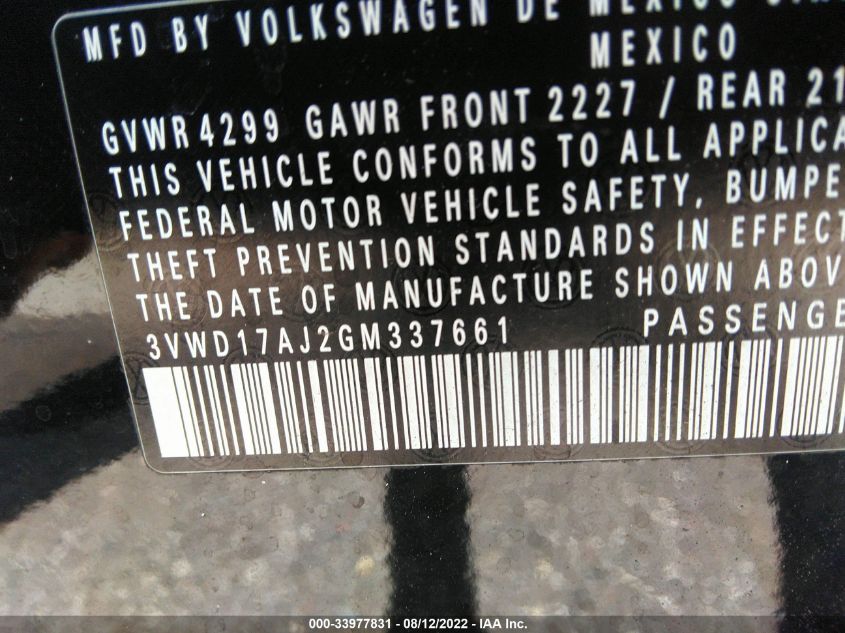 MFD BY VOLKSWAGEN DE MEXICO
MEXICO
GVWR 4299 GAWR FRONT 2227 / REAR 21
THIS VEHICLE CONFORMS TO ALL APPLICA
FEDERAL MOTOR VEHICLE SAFETY, BUMPE
THEFT PREVENTION STANDARDS IN EFFECT
THE DATE OF MANUFACTURE SHOWN ABOV
3VWD17AJ2GM337661 PASSENGE
000-33977831 - 08/12/2022 - IAA Inc.